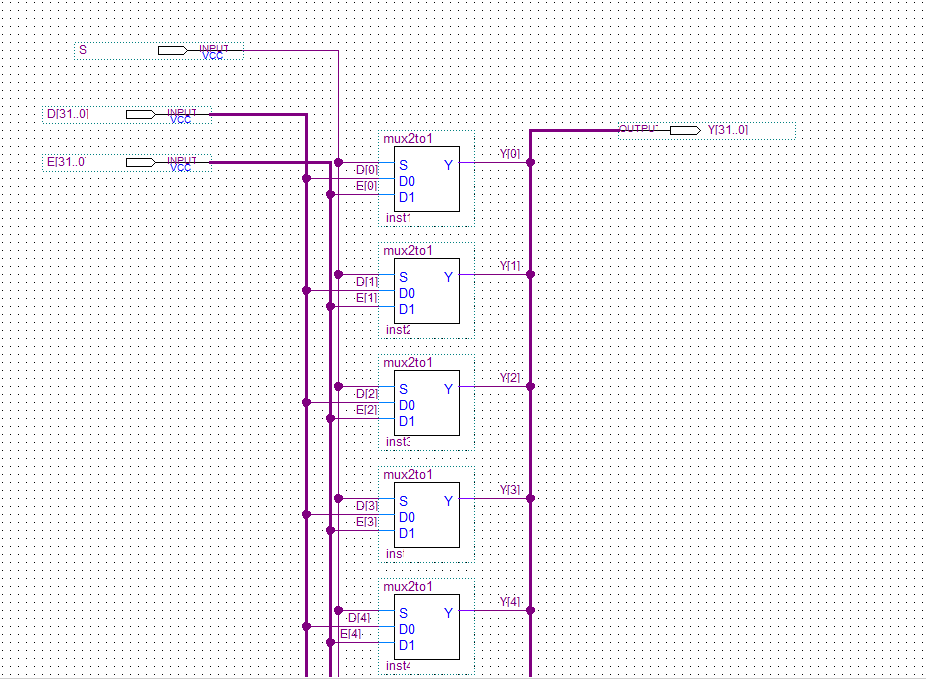 S INPUT
VCC
D[31..0] INPUT
VCC
OUTPUT Y[31..0]
E[31..0 INPUT
VCC
mux2to1
S Y Y[0]
D[0] D0
E[0] D1
inst1
mux2to1
S Y Y[1]
D[1] D0
E[1] D1
inst2
mux2to1
S Y Y[2]
D[2] D0
E[2] D1
inst3
mux2to1
S Y Y[3]
D[3] D0
E[3] D1
inst
mux2to1
S Y Y[4]
D[4] D0
E[4] D1
inst4